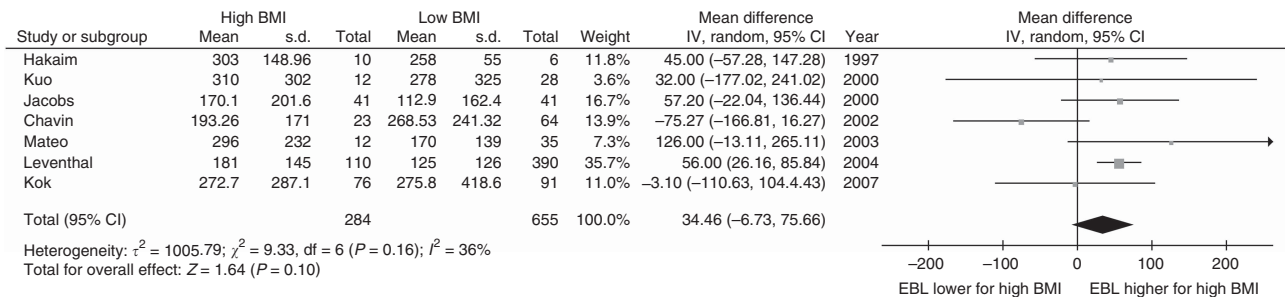 High BMI Low BMI Mean difference Mean difference
Study or subgroup Mean s.d. Total Mean s.d. Total Weight IV, random, 95% CI Year IV, random, 95% CI
Hakaim 303 148.96 10 258 55 6 11.8% 45.00 (–57.28, 147.28) 1997
Kuo 310 302 12 278 325 28 3.6% 32.00 (–177.02, 241.02) 2000
Jacobs 170.1 201.6 41 112.9 162.4 41 16.7% 57.20 (–22.04, 136.44) 2000
Chavin 193.26 171 23 268.53 241.32 64 13.9% –75.27 (–166.81, 16.27) 2002
Mateo 296 232 12 170 139 35 7.3% 126.00 (–13.11, 265.11) 2003
Leventhal 181 145 110 125 126 390 35.7% 56.00 (26.16, 85.84) 2004
Kok 272.7 287.1 76 275.8 418.6 91 11.0% –3.10 (–110.63, 104.4.43) 2007
Total (95% CI) 284 655 100.0% 34.46 (–6.73, 75.66)
Heterogeneity: τ² = 1005.79; χ² = 9.33, df = 6 (P = 0.16); I² = 36%
Total for overall effect: Z = 1.64 (P = 0.10)
–200 –100 0 100 200
EBL lower for high BMI EBL higher for high BMI